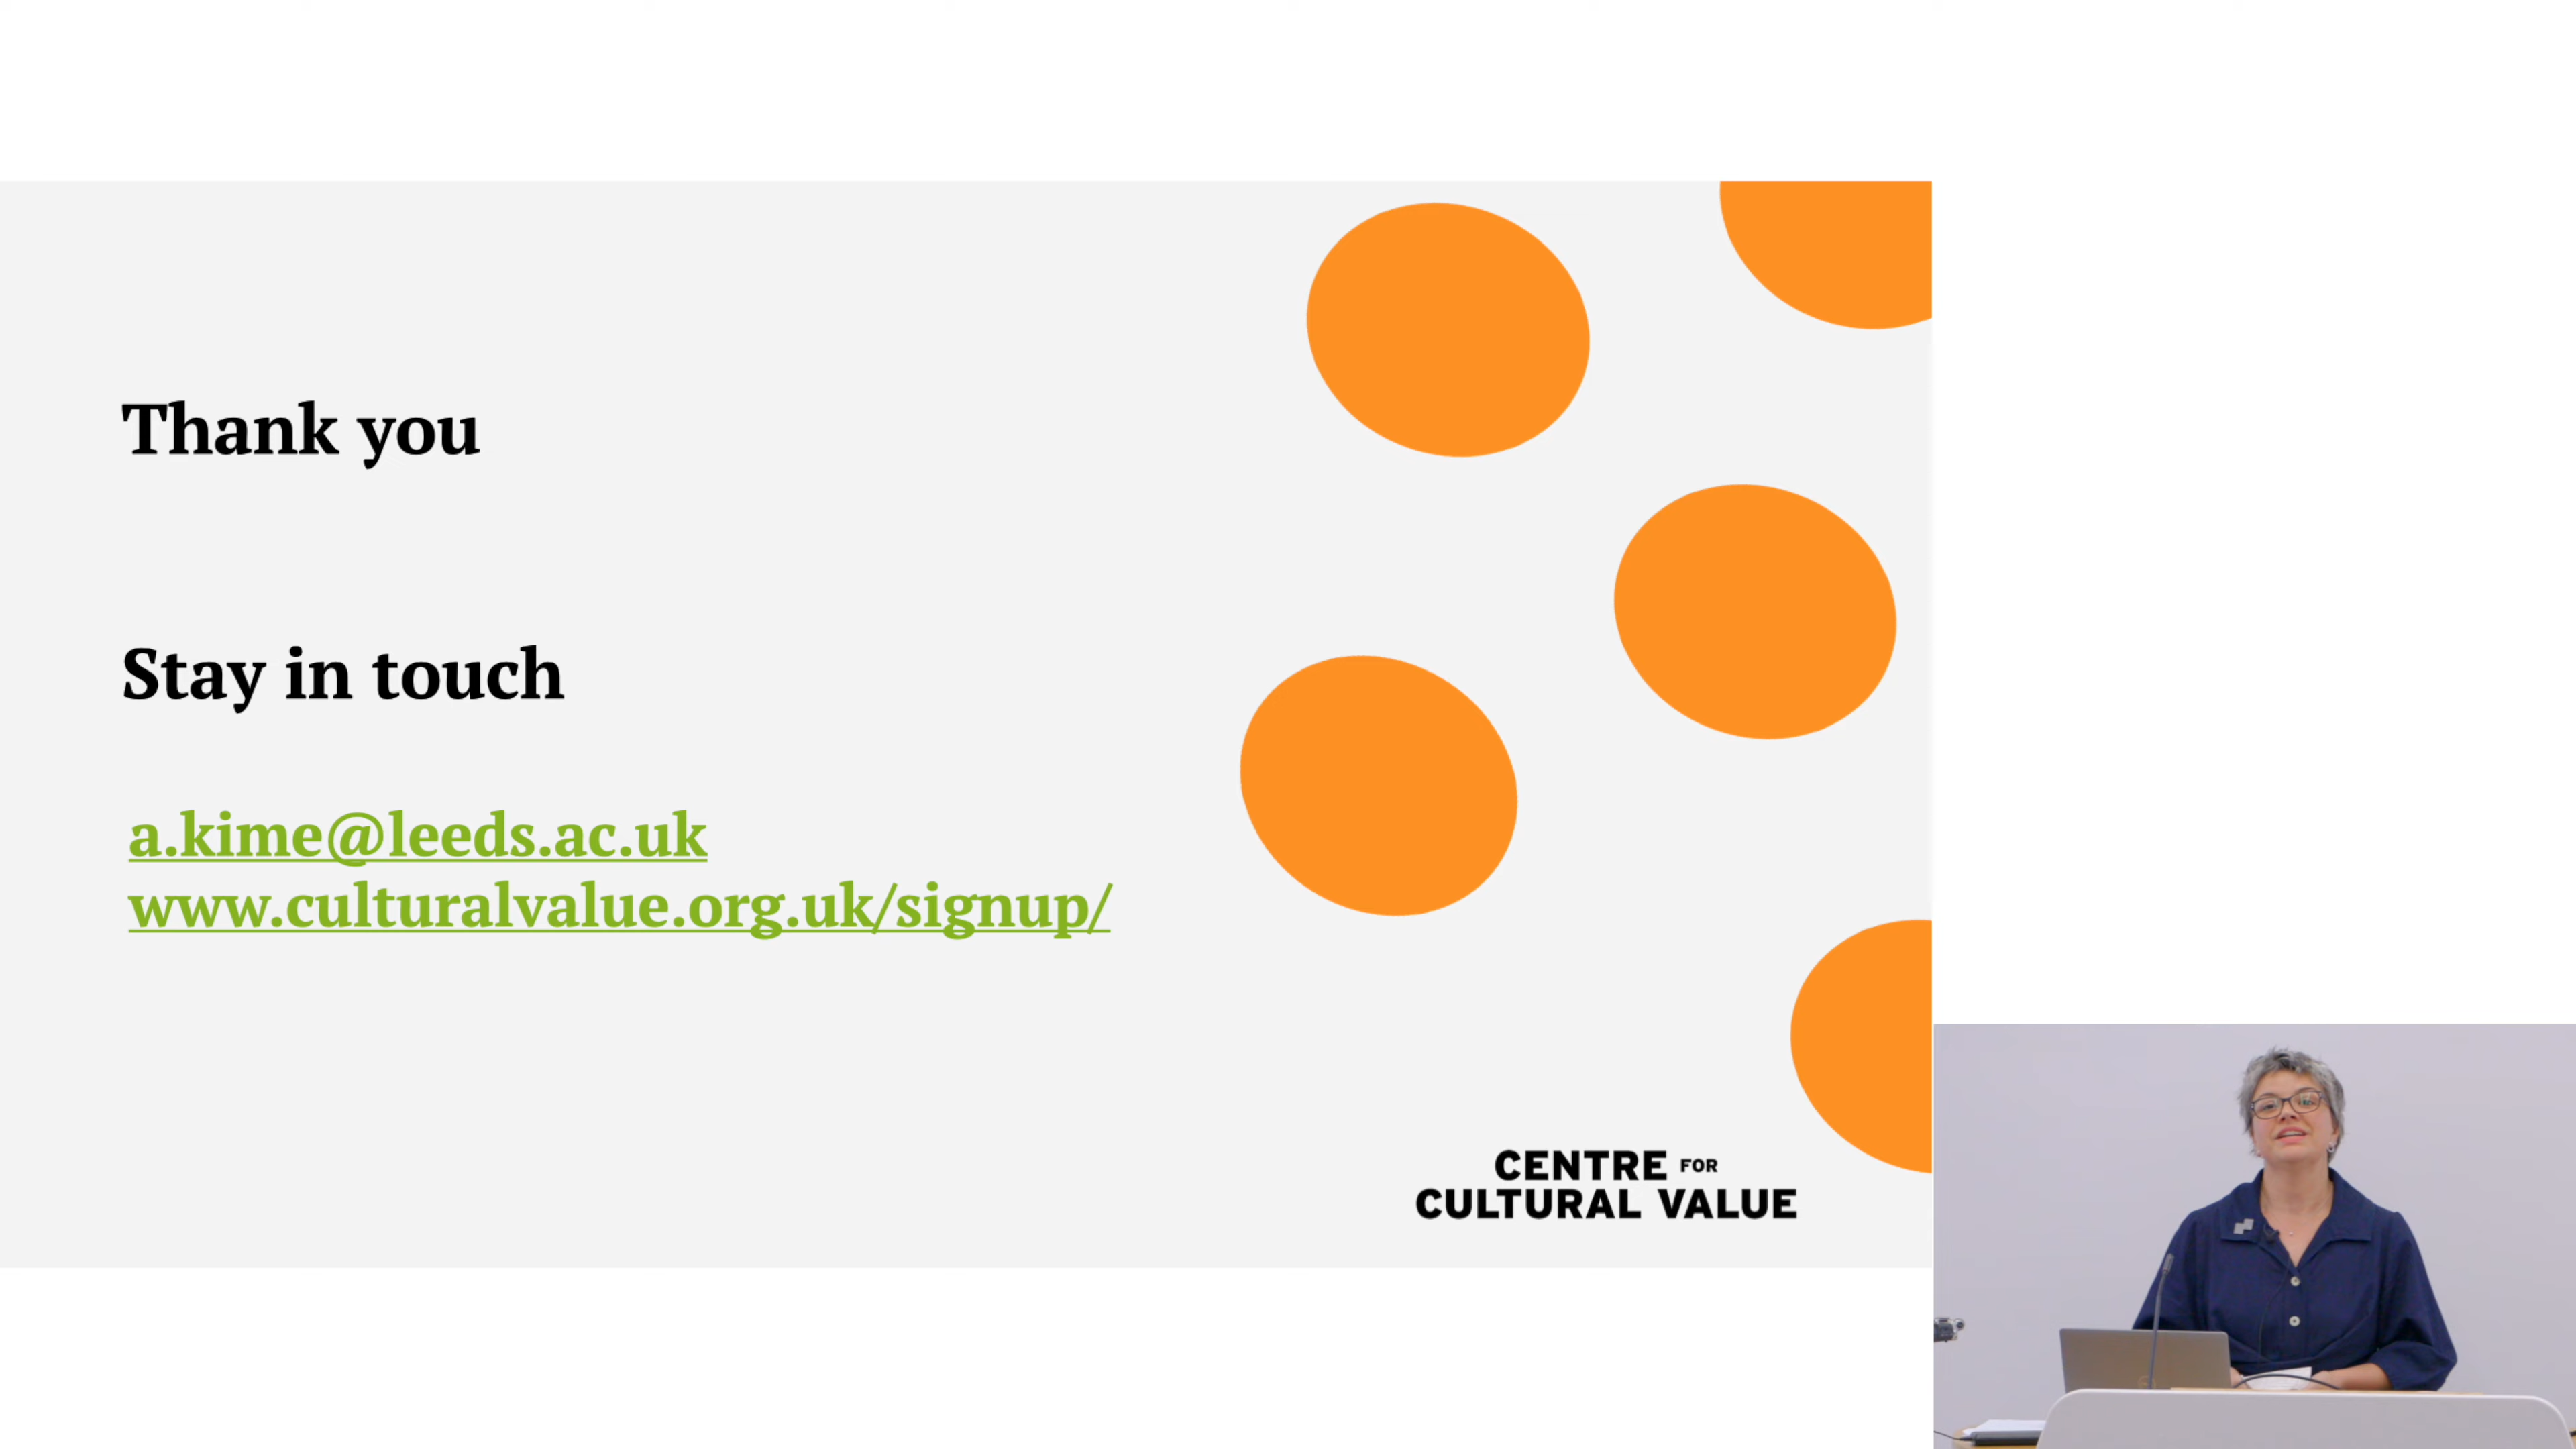 Thank you
Stay in touch
a.kime@leeds.ac.uk
www.culturalvalue.org.uk/signup/
CENTRE FOR
CULTURAL VALUE